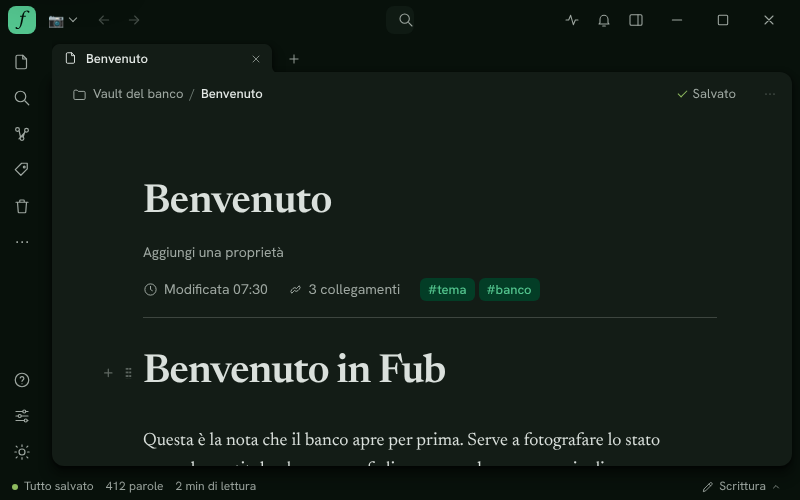 f
Benvenuto
Vault del banco / Benvenuto
Salvato
Benvenuto
Aggiungi una proprietà
Modificata 07:30 3 collegamenti #tema #banco
Benvenuto in Fub
Questa è la nota che il banco apre per prima. Serve a fotografare lo stato
Tutto salvato 412 parole 2 min di lettura
Scrittura